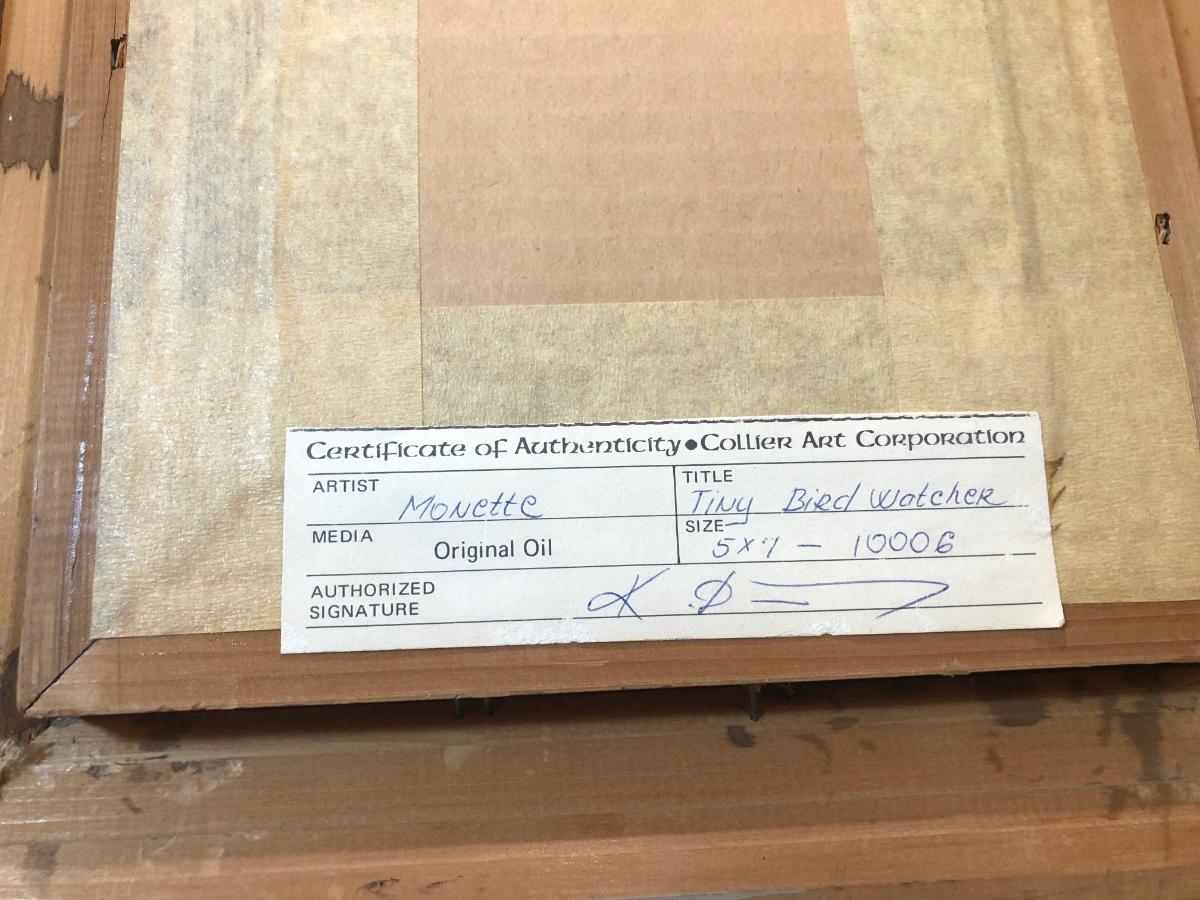 Certificate of Authenticity • Collier Art Corporation
ARTIST Monette
TITLE Tiny Bird Watcher
MEDIA Original Oil
SIZE 5x7 – 10006
AUTHORIZED
SIGNATURE